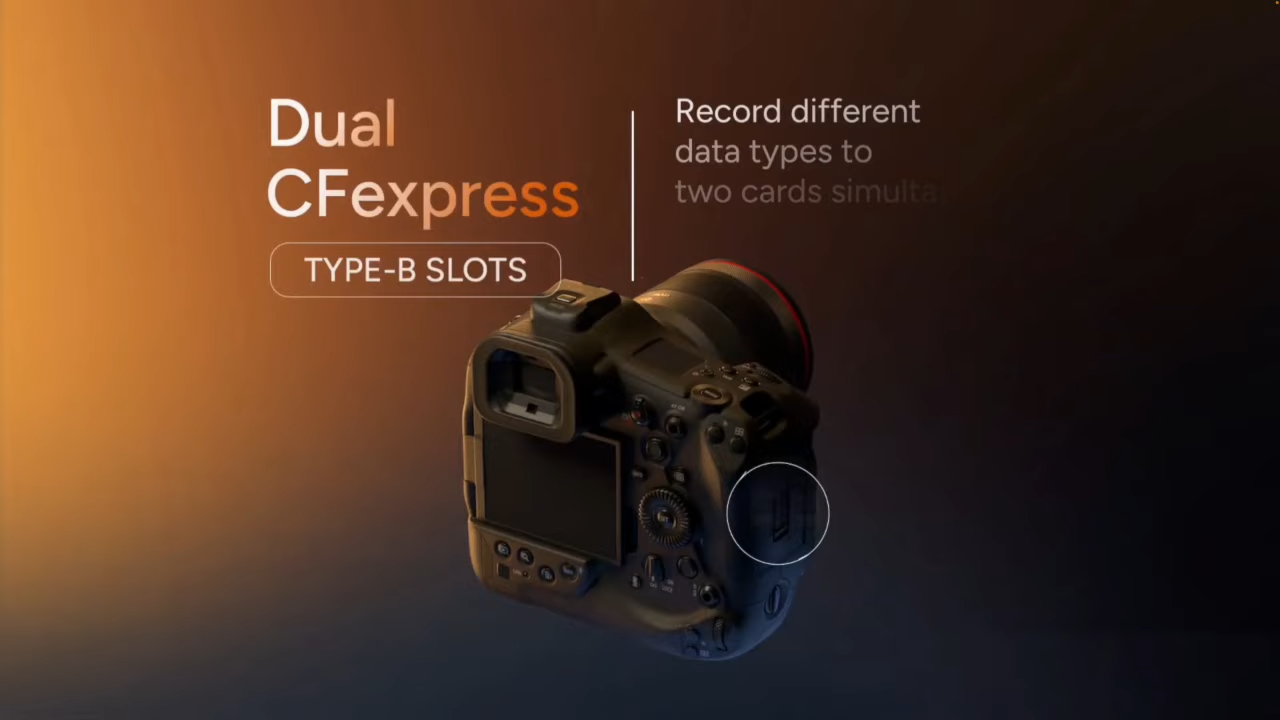 Dual
CFexpress
TYPE-B SLOTS
Record different
data types to
two cards